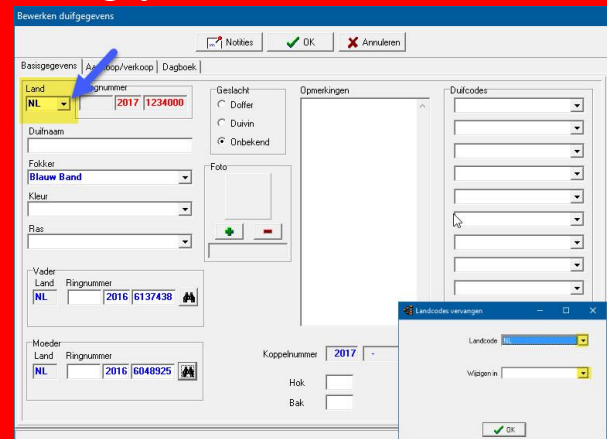 Bewerken duifgegevens
Notities OK Annuleren
Basisgegevens Aankoop/verkoop Dagboek
Land Ringnummer
NL 2017 1234000
Duifnaam
Fokker
Blauw Band
Kleur
Ras
Vader
Land Ringnummer
NL 2016 6137438
Moeder
Land Ringnummer
NL 2016 6048925
Geslacht
Doffer
Duivin
Onbekend
Foto
Opmerkingen
Koppelnummer 2017 -
Hok
Bak
Duifcodes
Landcodes vervangen
Landcode NL
Wijzigen in
OK